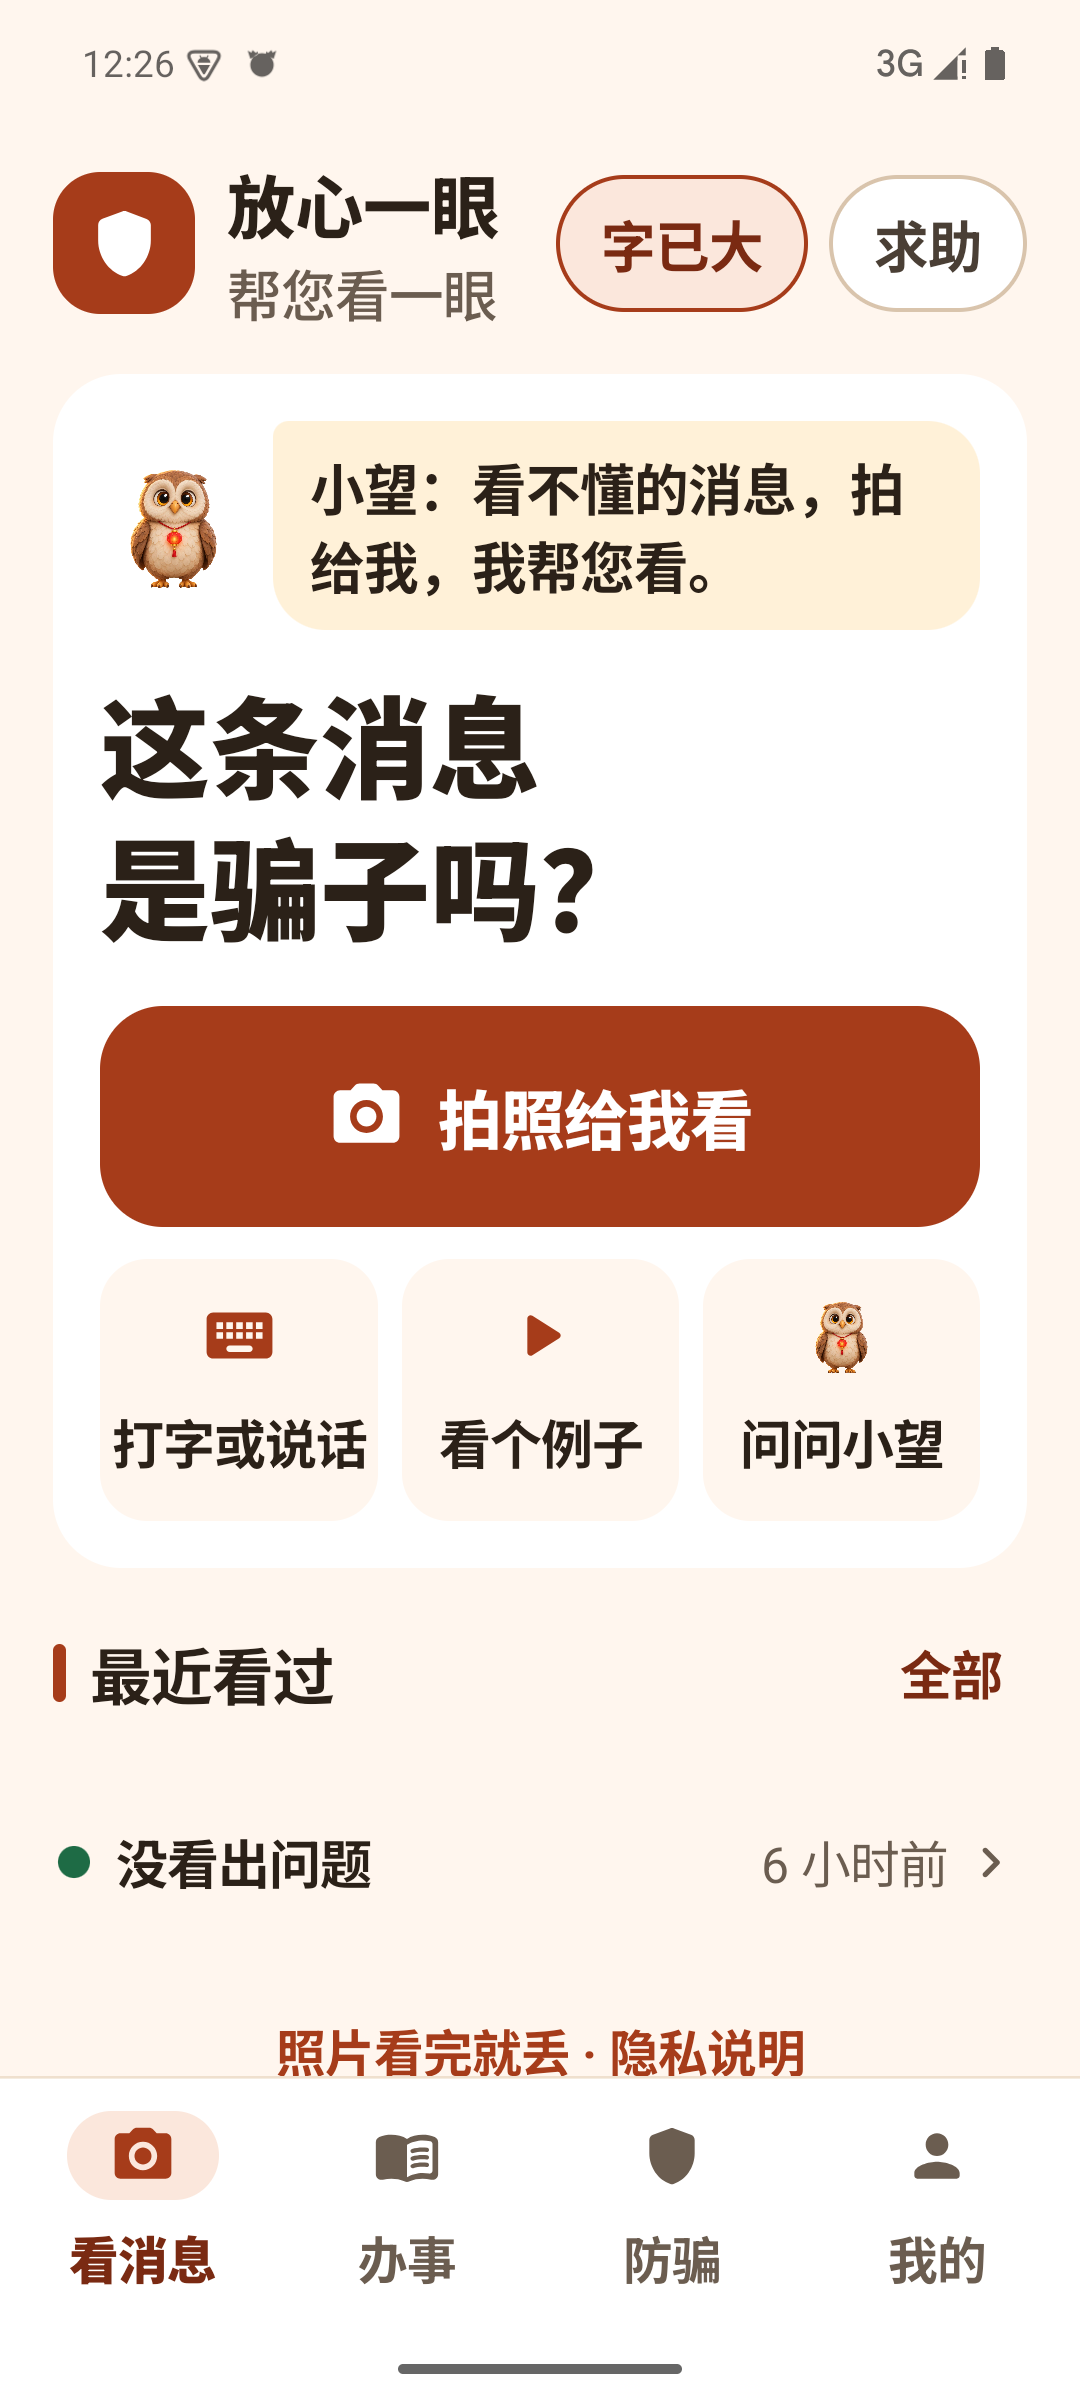 12:26
3G
放心一眼
帮您看一眼
字已大
求助
小望：看不懂的消息，拍
给我，我帮您看。
这条消息
是骗子吗？
拍照给我看
打字或说话
看个例子
问问小望
最近看过
全部
没看出问题
6 小时前
照片看完就丢 · 隐私说明
看消息
办事
防骗
我的